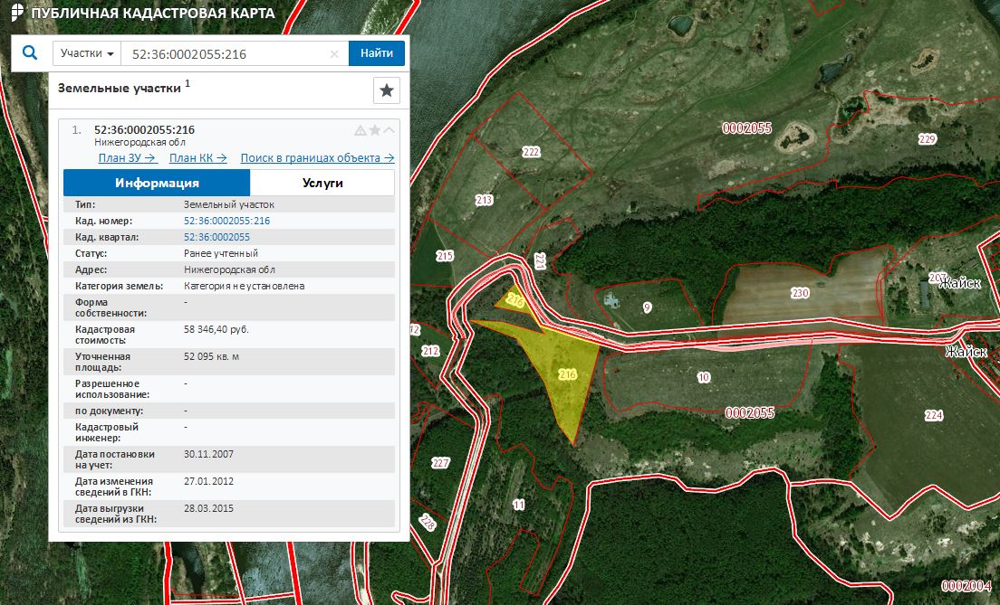 ПУБЛИЧНАЯ КАДАСТРОВАЯ КАРТА
Участки 52:36:0002055:216 × Найти
Земельные участки 1
1. 52:36:0002055:216
Нижегородская обл
План ЗУ → План КК → Поиск в границах объекта →
Информация Услуги
Тип: Земельный участок
Кад. номер: 52:36:0002055:216
Кад. квартал: 52:36:0002055
Статус: Ранее учтенный
Адрес: Нижегородская обл
Категория земель: Категория не установлена
Форма
собственности: -
Кадастровая
стоимость: 58 346,40 руб.
Уточненная
площадь: 52 095 кв. м
Разрешенное
использование: -
по документу: -
Кадастровый
инженер: -
Дата постановки
на учет: 30.11.2007
Дата изменения
сведений в ГКН: 27.01.2012
Дата выгрузки
сведений из ГКН: 28.03.2015
0002055
229
222
213
215
221
207
Жайск
216
230
9
12
212
Жайск
216
10
0002055
224
227
11
228
0002004